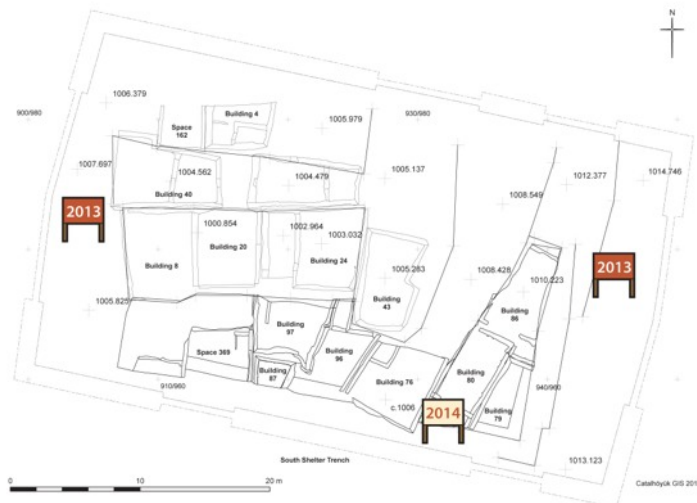 N
1006.379
900/980
Building 4
Space
162
1005.979
930/980
1007.697
1004.562
1004.479
1005.137
1012.377
1014.746
Building 40
1008.549
2013
1000.854
1002.964
1003.032
Building 20
Building 24
Building 8
1005.283
1008.428
1010.223
2013
1005.825
Building
43
Building
86
Building
97
Space 369
Building
87
Building
96
Building 76
Building
80
910/960
940/960
c.1006
2014
Building
79
South Shelter Trench
1013.123
0
10
20 m
Catalhöyük GIS 201